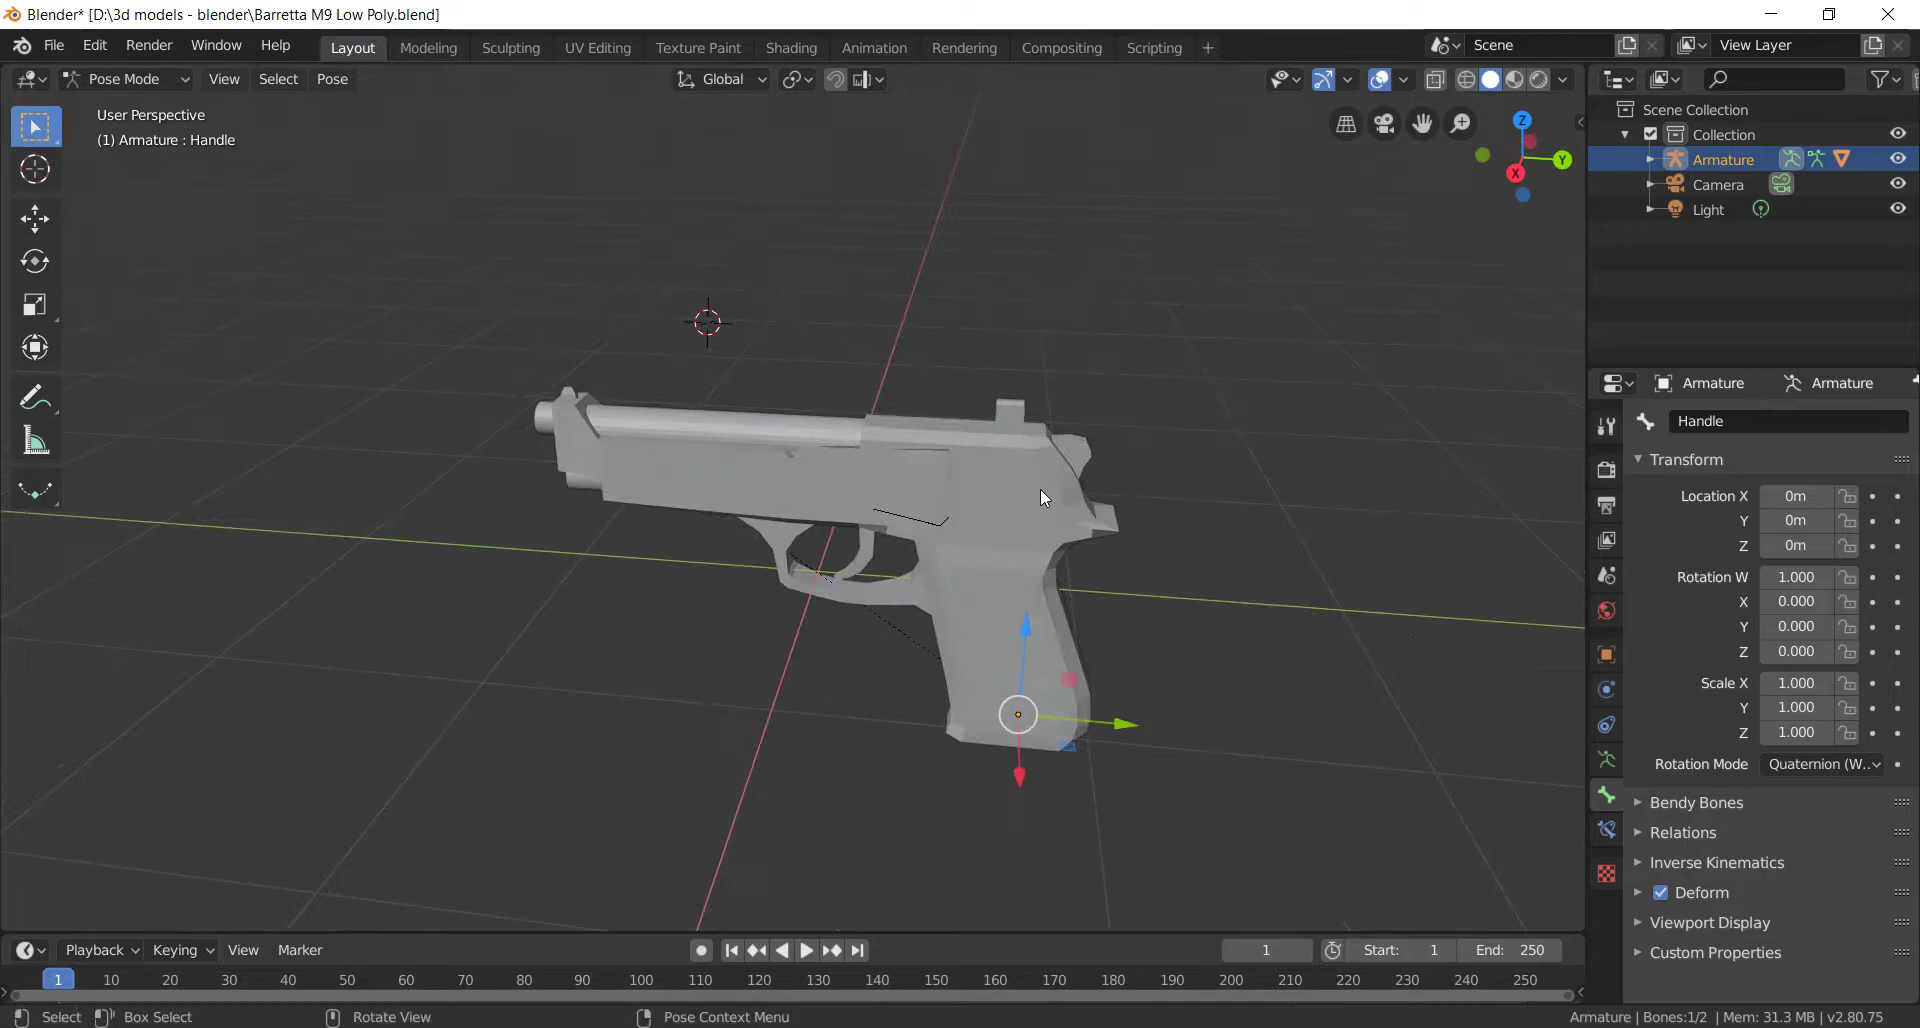 Blender* [D:\3d models - blender\Barretta M9 Low Poly.blend]
File Edit Render Window Help Layout Modeling Sculpting UV Editing Texture Paint Shading Animation Rendering Compositing Scripting + Scene View Layer
Pose Mode View Select Pose Global
User Perspective
(1) Armature : Handle
Z
Y
X
Scene Collection
Collection
Armature
Camera
Light
Armature Armature
Handle
Transform
Location X 0m
Y 0m
Z 0m
Rotation W 1.000
X 0.000
Y 0.000
Z 0.000
Scale X 1.000
Y 1.000
Z 1.000
Rotation Mode Quaternion (W..
Bendy Bones
Relations
Inverse Kinematics
Deform
Viewport Display
Custom Properties
Playback Keying View Marker 1 Start: 1 End: 250
1 10 20 30 40 50 60 70 80 90 100 110 120 130 140 150 160 170 180 190 200 210 220 230 240 250
Select Box Select Rotate View Pose Context Menu Armature | Bones:1/2 | Mem: 31.3 MB | v2.80.75